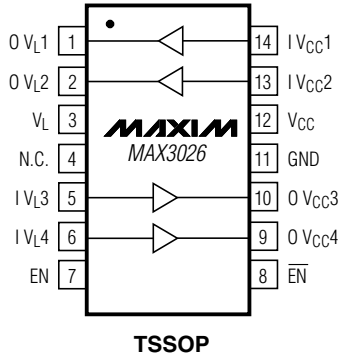 O VL1 1 14 I VCC1
O VL2 2 13 I VCC2
VL 3 12 VCC
MAXIM
N.C. 4 MAX3026 11 GND
I VL3 5 10 O VCC3
I VL4 6 9 O VCC4
EN 7 8 E̅N̅
TSSOP